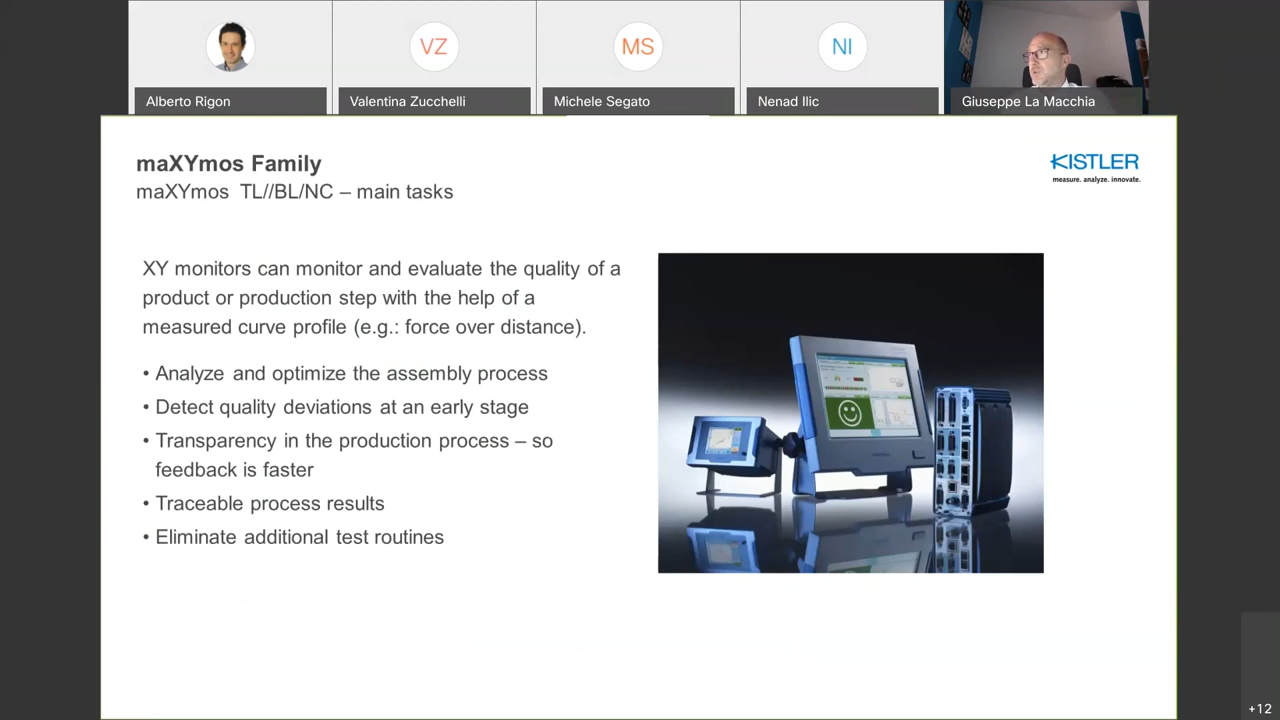 VZ
MS
NI
Alberto Rigon
Valentina Zucchelli
Michele Segato
Nenad Ilic
Giuseppe La Macchia
maXYmos Family
maXYmos TL//BL/NC – main tasks
KISTLER
measure. analyze. innovate.
XY monitors can monitor and evaluate the quality of a
product or production step with the help of a
measured curve profile (e.g.: force over distance).
• Analyze and optimize the assembly process
• Detect quality deviations at an early stage
• Transparency in the production process – so
feedback is faster
• Traceable process results
• Eliminate additional test routines
+12